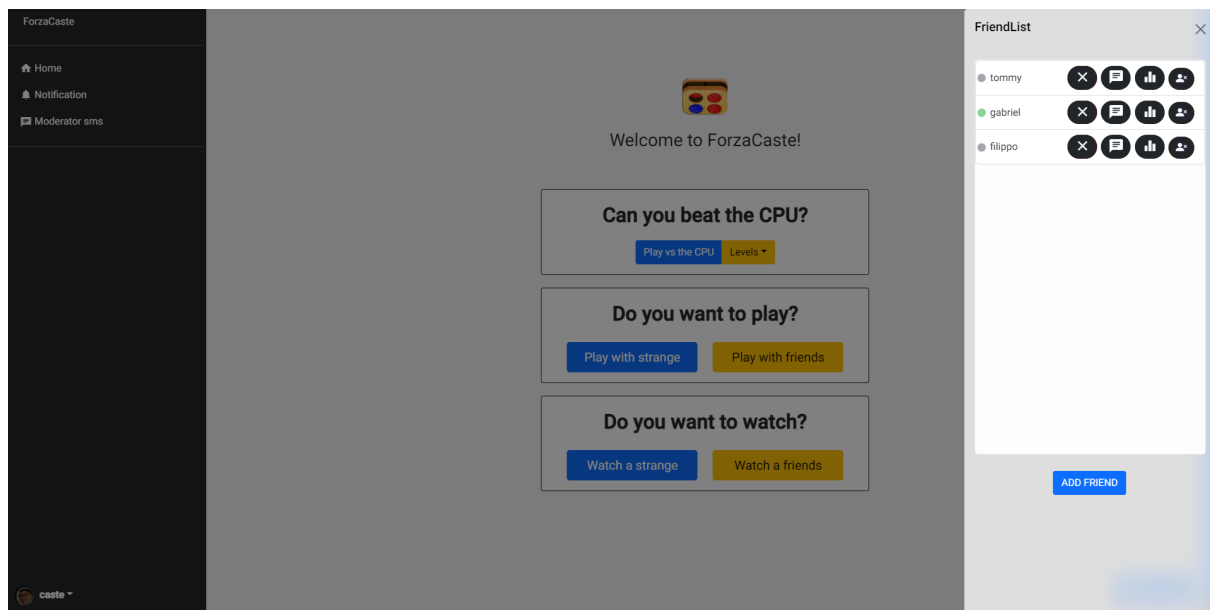 ForzaCaste
Home
Notification
Moderator sms
caste
Welcome to ForzaCaste!
Can you beat the CPU?
Play vs the CPU Levels
Do you want to play?
Play with strange Play with friends
Do you want to watch?
Watch a strange Watch a friends
FriendList
tommy
gabriel
filippo
ADD FRIEND